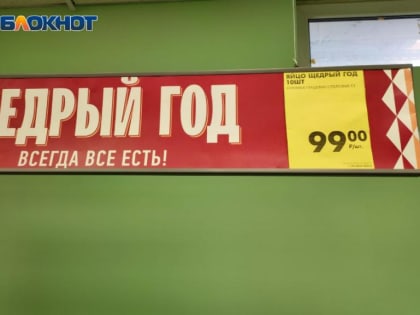 БЛОКНОТ
ЕДРЫЙ ГОД
ВСЕГДА ВСЕ ЕСТЬ!
ЯЙЦО ЩЕДРЫЙ ГОД
10ШТ
99 00
₽/шт.